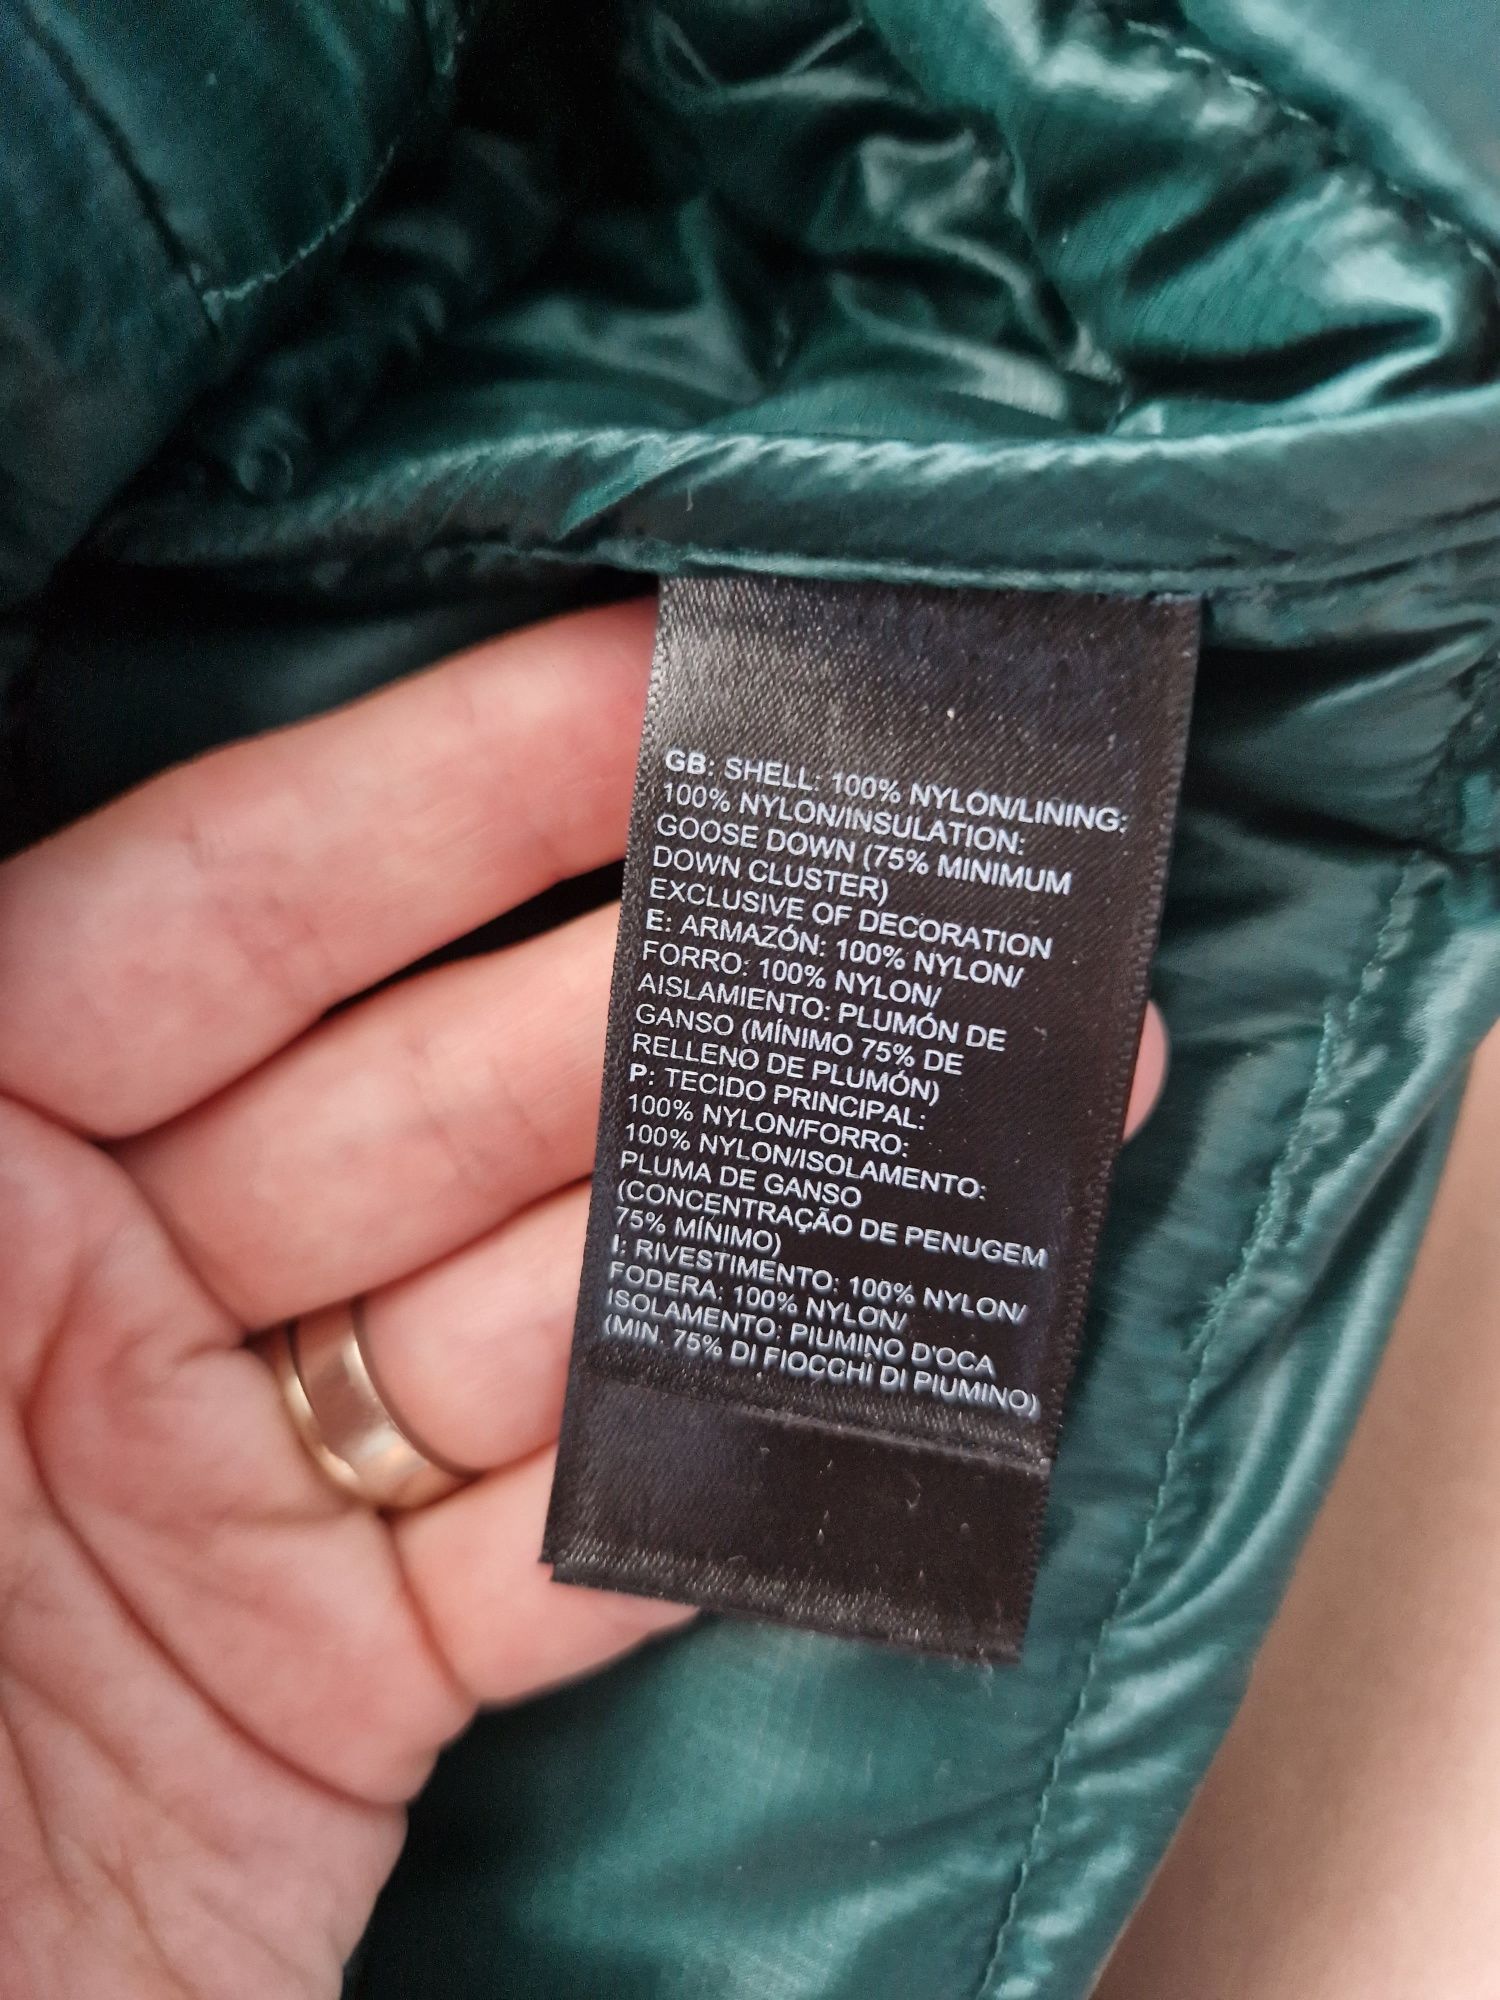 GB: SHELL: 100% NYLON/LINING:
100% NYLON/INSULATION:
GOOSE DOWN (75% MINIMUM
DOWN CLUSTER)
EXCLUSIVE OF DECORATION
E: ARMAZÓN: 100% NYLON/
FORRO: 100% NYLON/
AISLAMIENTO: PLUMÓN DE
GANSO (MÍNIMO 75% DE
RELLENO DE PLUMÓN)
P: TECIDO PRINCIPAL:
100% NYLON/FORRO:
100% NYLON/ISOLAMENTO:
PLUMA DE GANSO
(CONCENTRAÇÃO DE PENUGEM
75% MÍNIMO)
I: RIVESTIMENTO: 100% NYLON/
FODERA: 100% NYLON/
ISOLAMENTO: PIUMINO D'OCA
(MIN. 75% DI FIOCCHI DI PIUMINO)